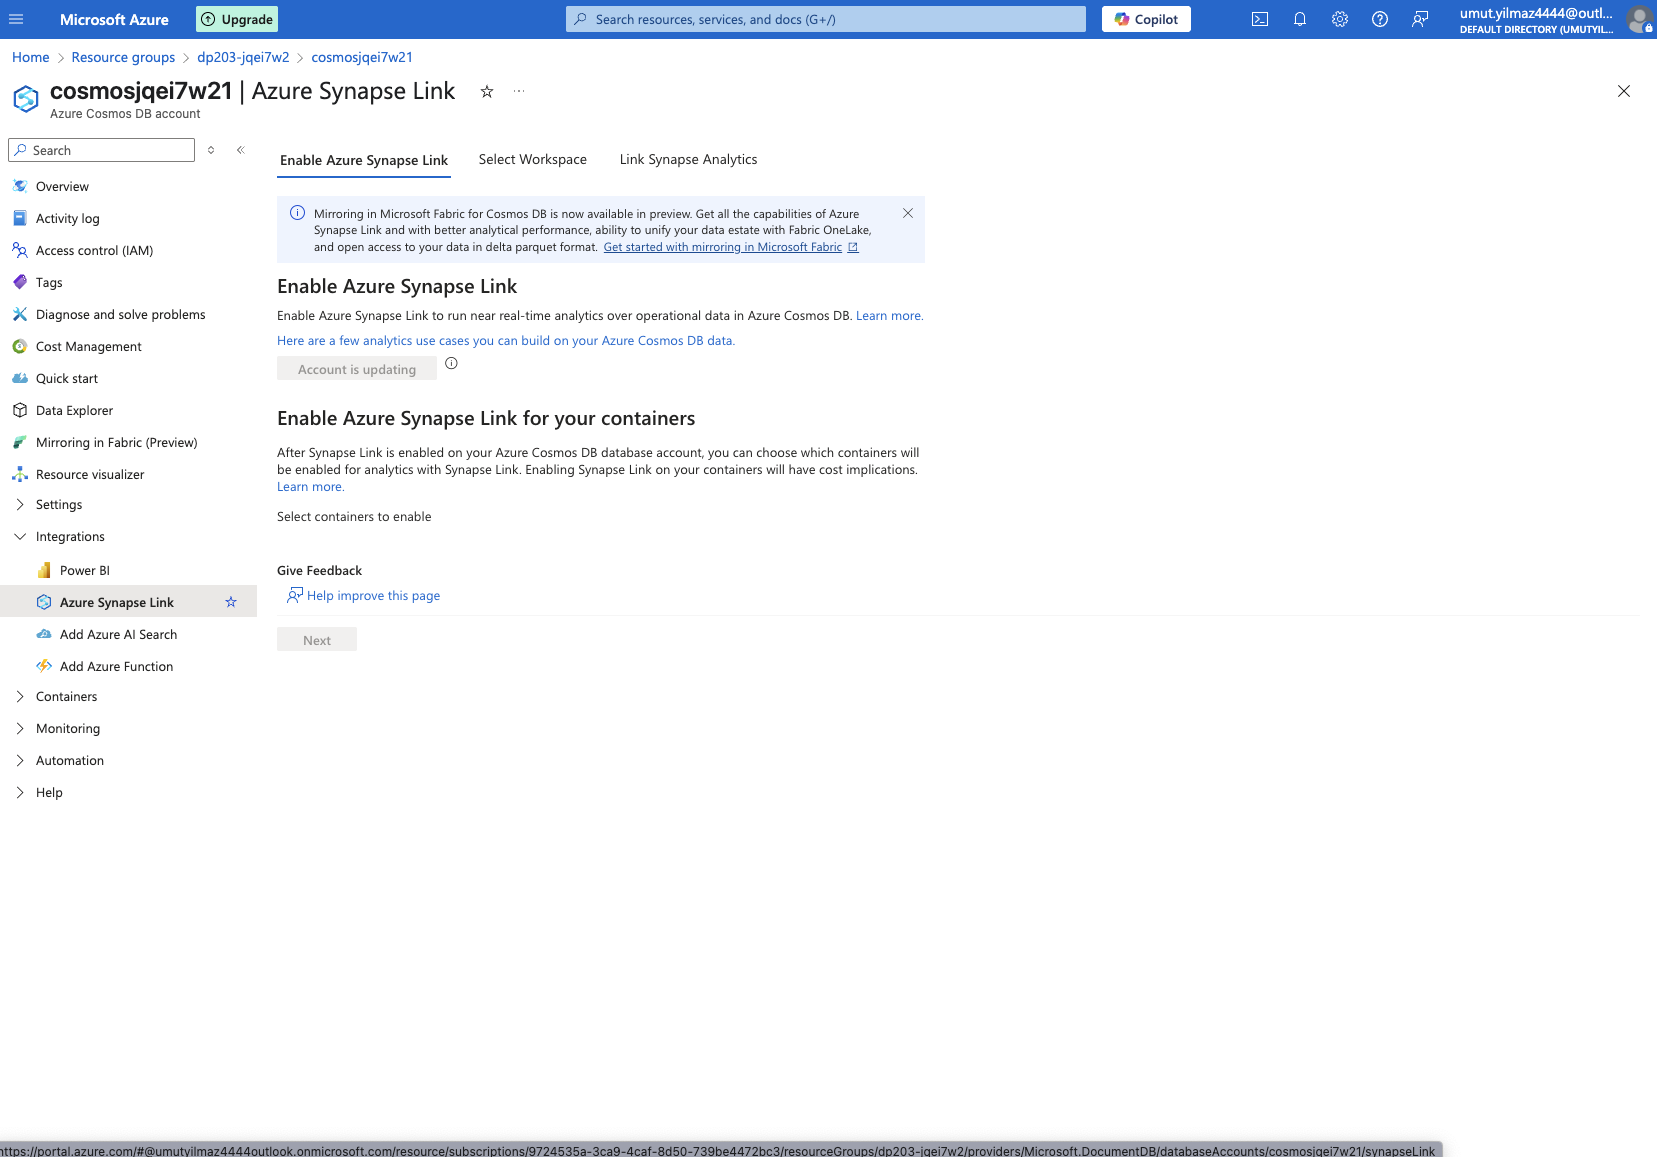 Microsoft Azure
Upgrade
Search resources, services, and docs (G+/)
Copilot
umut.yilmaz4444@outl...
DEFAULT DIRECTORY (UMUTYIL...
Home > Resource groups > dp203-jqei7w2 > cosmosjqei7w21
cosmosjqei7w21 | Azure Synapse Link
Azure Cosmos DB account
Search
Overview
Activity log
Access control (IAM)
Tags
Diagnose and solve problems
Cost Management
Quick start
Data Explorer
Mirroring in Fabric (Preview)
Resource visualizer
Settings
Integrations
Power BI
Azure Synapse Link
Add Azure AI Search
Add Azure Function
Containers
Monitoring
Automation
Help
Enable Azure Synapse Link
Select Workspace
Link Synapse Analytics
Mirroring in Microsoft Fabric for Cosmos DB is now available in preview. Get all the capabilities of Azure
Synapse Link and with better analytical performance, ability to unify your data estate with Fabric OneLake,
and open access to your data in delta parquet format. Get started with mirroring in Microsoft Fabric
Enable Azure Synapse Link
Enable Azure Synapse Link to run near real-time analytics over operational data in Azure Cosmos DB. Learn more.
Here are a few analytics use cases you can build on your Azure Cosmos DB data.
Account is updating
Enable Azure Synapse Link for your containers
After Synapse Link is enabled on your Azure Cosmos DB database account, you can choose which containers will
be enabled for analytics with Synapse Link. Enabling Synapse Link on your containers will have cost implications.
Learn more.
Select containers to enable
Give Feedback
Help improve this page
Next
https://portal.azure.com/#@umutyilmaz4444outlook.onmicrosoft.com/resource/subscriptions/9724535a-3ca9-4caf-8d50-739be4472bc3/resourceGroups/dp203-jqei7w2/providers/Microsoft.DocumentDB/databaseAccounts/cosmosjqei7w21/synapseLink